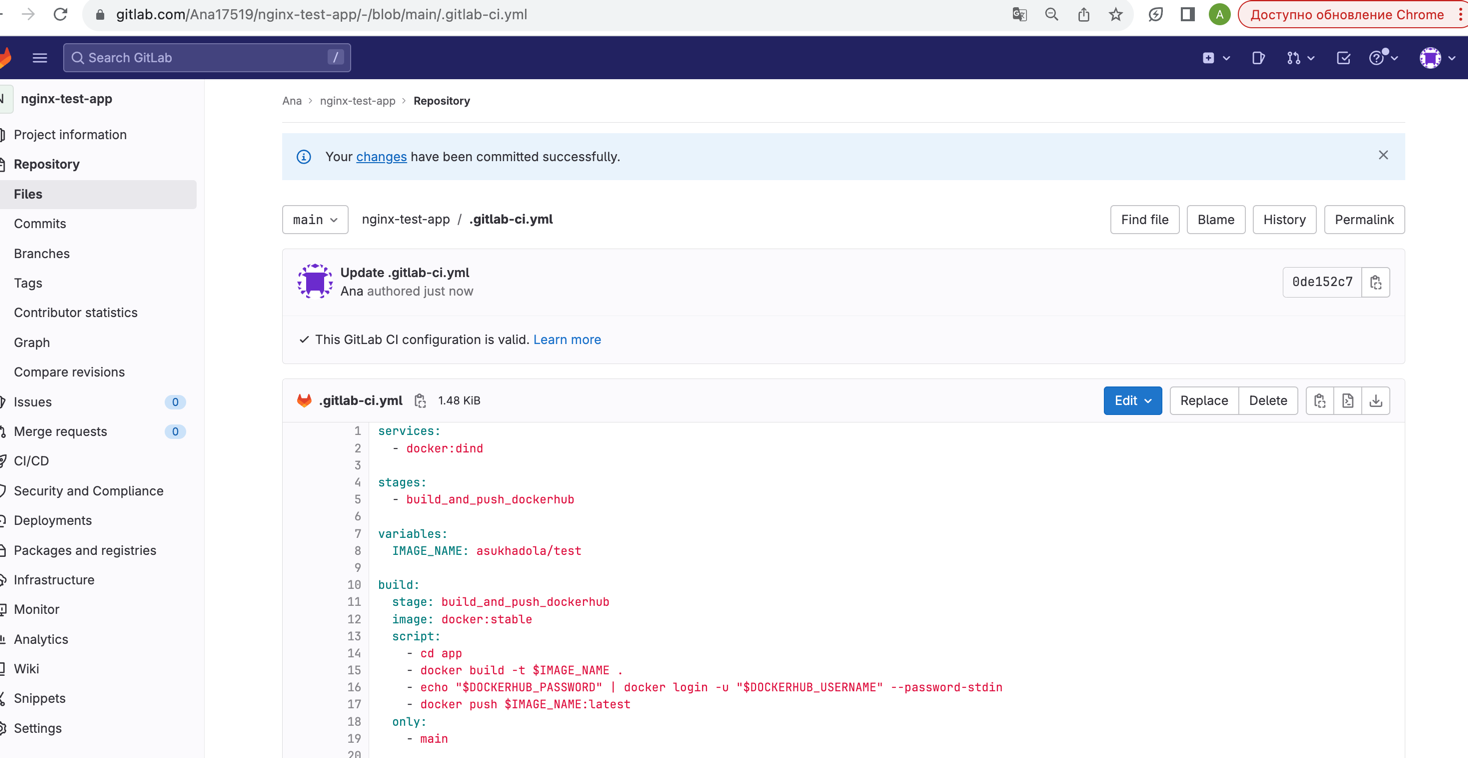 gitlab.com/Ana17519/nginx-test-app/-/blob/main/.gitlab-ci.yml
A
Доступно обновление Chrome
Search GitLab
/
N
nginx-test-app
Project information
Repository
Files
Commits
Branches
Tags
Contributor statistics
Graph
Compare revisions
Issues 0
Merge requests 0
CI/CD
Security and Compliance
Deployments
Packages and registries
Infrastructure
Monitor
Analytics
Wiki
Snippets
Settings
Ana > nginx-test-app > Repository
Your changes have been committed successfully.
main nginx-test-app / .gitlab-ci.yml
Find file Blame History Permalink
Update .gitlab-ci.yml
Ana authored just now
0de152c7
This GitLab CI configuration is valid. Learn more
.gitlab-ci.yml 1.48 KiB
Edit Replace Delete
1 services:
2   - docker:dind
3
4 stages:
5   - build_and_push_dockerhub
6
7 variables:
8   IMAGE_NAME: asukhadola/test
9
10 build:
11   stage: build_and_push_dockerhub
12   image: docker:stable
13   script:
14     - cd app
15     - docker build -t $IMAGE_NAME .
16     - echo "$DOCKERHUB_PASSWORD" | docker login -u "$DOCKERHUB_USERNAME" --password-stdin
17     - docker push $IMAGE_NAME:latest
18   only:
19     - main
20